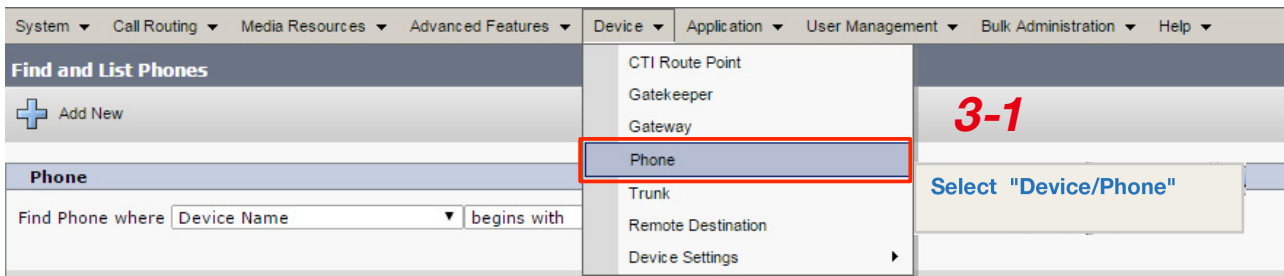 System Call Routing Media Resources Advanced Features Device Application User Management Bulk Administration Help
Find and List Phones
Add New
Phone
Find Phone where Device Name begins with
CTI Route Point
Gatekeeper
Gateway
Phone
Trunk
Remote Destination
Device Settings
3-1
Select "Device/Phone"